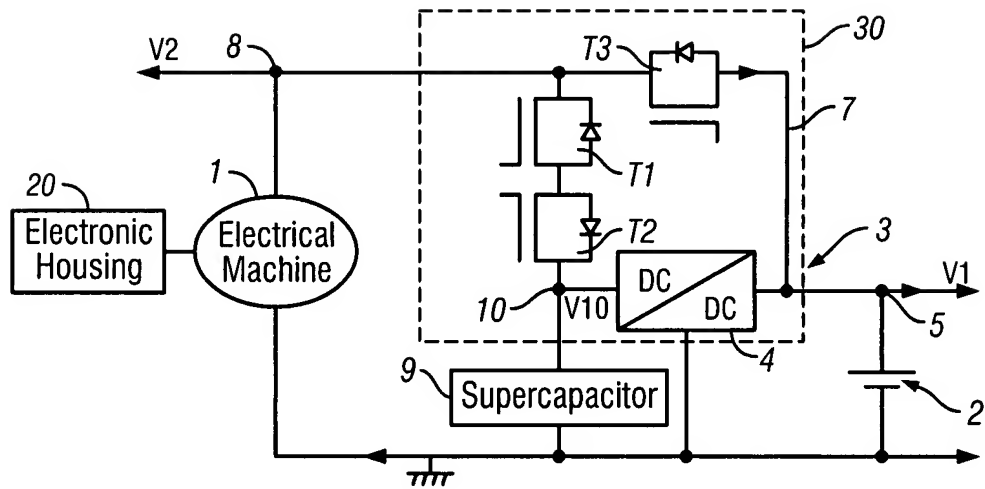 V2
8
T3
30
7
1
T1
20
Electronic
Housing
Electrical
Machine
T2
DC
DC
3
V1
10
V10
4
5
9
Supercapacitor
2